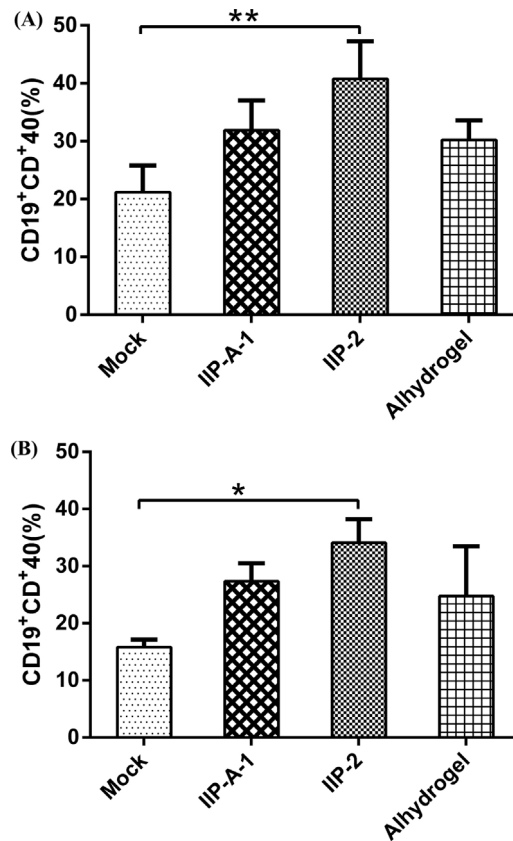 (A)
CD19⁺CD⁺40(%)
50
40
30
20
10
0
**
Mock
IIP-A-1
IIP-2
Alhydrogel
(B)
CD19⁺CD⁺40(%)
50
40
30
20
10
0
*
Mock
IIP-A-1
IIP-2
Alhydrogel